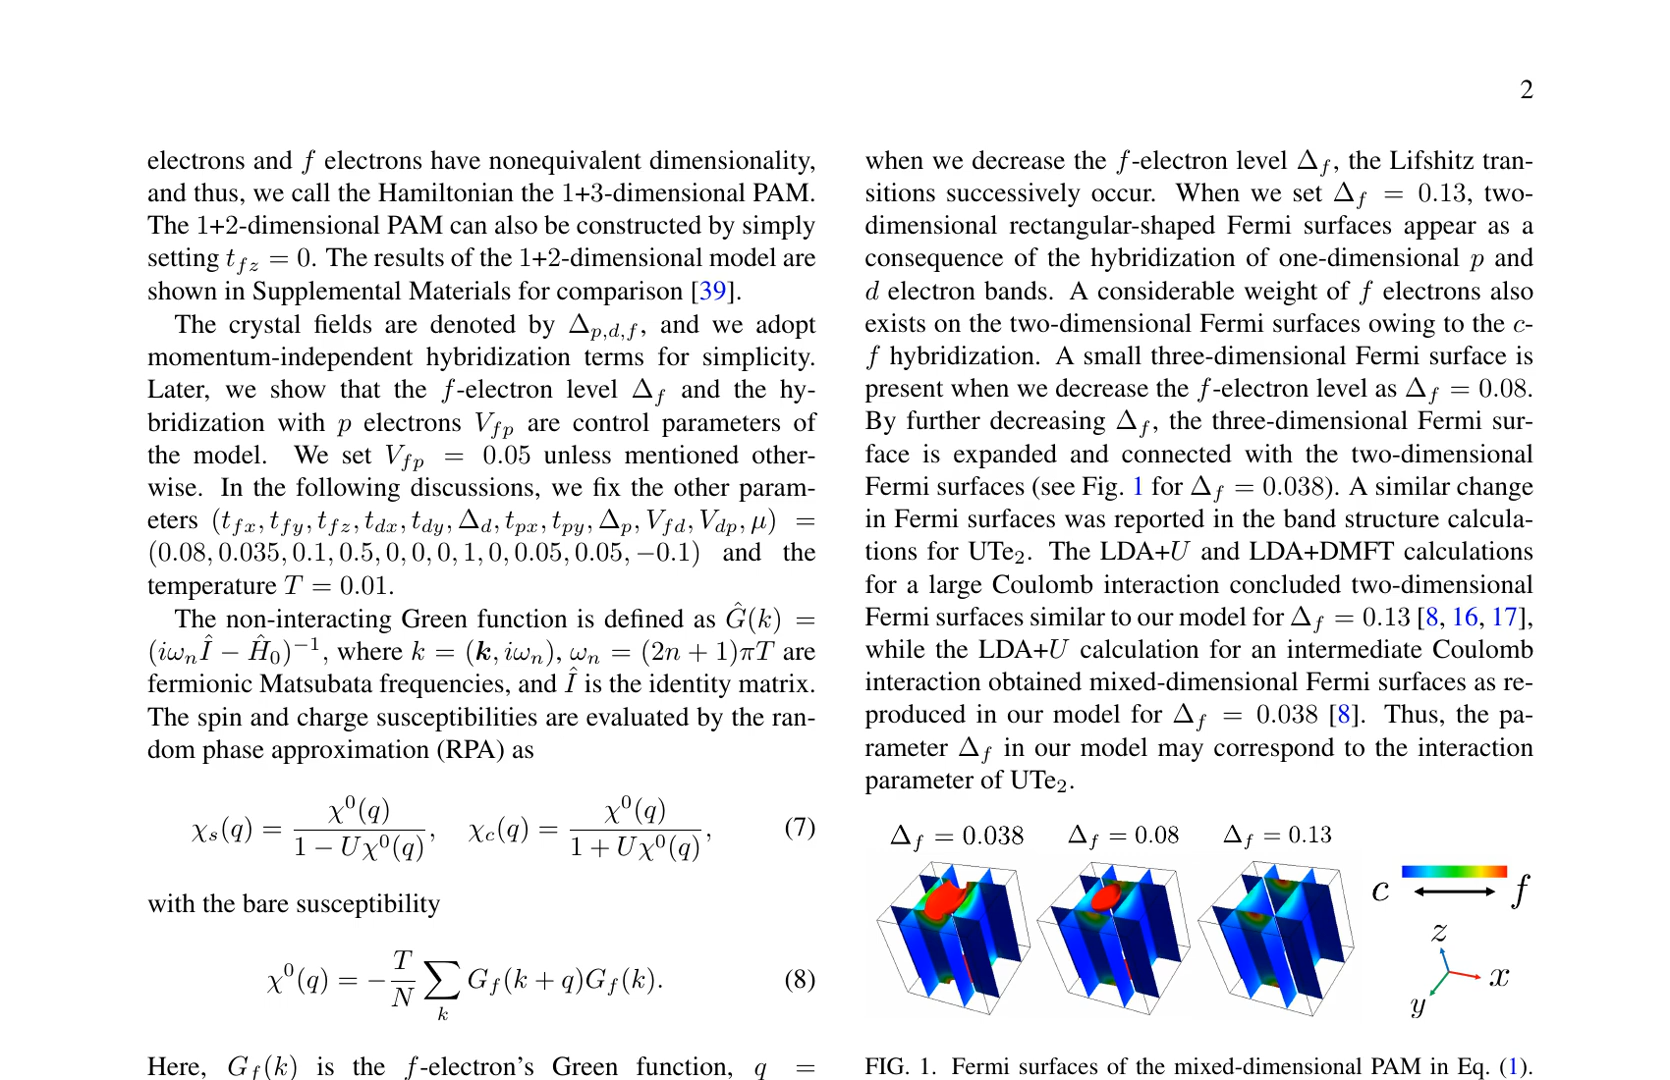 2
electrons and f electrons have nonequivalent dimensionality,
and thus, we call the Hamiltonian the 1+3-dimensional PAM.
The 1+2-dimensional PAM can also be constructed by simply
setting t_{fz} = 0. The results of the 1+2-dimensional model are
shown in Supplemental Materials for comparison [39].
The crystal fields are denoted by Δ_{p,d,f}, and we adopt
momentum-independent hybridization terms for simplicity.
Later, we show that the f-electron level Δ_f and the hy-
bridization with p electrons V_{fp} are control parameters of
the model. We set V_{fp} = 0.05 unless mentioned other-
wise. In the following discussions, we fix the other param-
eters (t_{fx}, t_{fy}, t_{fz}, t_{dx}, t_{dy}, Δ_d, t_{px}, t_{py}, Δ_p, V_{fd}, V_{dp}, μ) =
(0.08, 0.035, 0.1, 0.5, 0, 0, 0, 1, 0, 0.05, 0.05, −0.1) and the
temperature T = 0.01.
The non-interacting Green function is defined as Ĝ(k) =
(iω_n Î − Ĥ_0)^{−1}, where k = (𝒌, iω_n), ω_n = (2n + 1)πT are
fermionic Matsubata frequencies, and Î is the identity matrix.
The spin and charge susceptibilities are evaluated by the ran-
dom phase approximation (RPA) as
χ_s(q) = \frac{χ^0(q)}{1 − Uχ^0(q)}, χ_c(q) = \frac{χ^0(q)}{1 + Uχ^0(q)}, (7)
with the bare susceptibility
χ^0(q) = −\frac{T}{N} \sum_k G_f(k + q)G_f(k). (8)
Here, G_f(k) is the f-electron's Green function, q =
when we decrease the f-electron level Δ_f, the Lifshitz tran-
sitions successively occur. When we set Δ_f = 0.13, two-
dimensional rectangular-shaped Fermi surfaces appear as a
consequence of the hybridization of one-dimensional p and
d electron bands. A considerable weight of f electrons also
exists on the two-dimensional Fermi surfaces owing to the c-
f hybridization. A small three-dimensional Fermi surface is
present when we decrease the f-electron level as Δ_f = 0.08.
By further decreasing Δ_f, the three-dimensional Fermi sur-
face is expanded and connected with the two-dimensional
Fermi surfaces (see Fig. 1 for Δ_f = 0.038). A similar change
in Fermi surfaces was reported in the band structure calcula-
tions for UTe₂. The LDA+U and LDA+DMFT calculations
for a large Coulomb interaction concluded two-dimensional
Fermi surfaces similar to our model for Δ_f = 0.13 [8, 16, 17],
while the LDA+U calculation for an intermediate Coulomb
interaction obtained mixed-dimensional Fermi surfaces as re-
produced in our model for Δ_f = 0.038 [8]. Thus, the pa-
rameter Δ_f in our model may correspond to the interaction
parameter of UTe₂.
Δ_f = 0.038 Δ_f = 0.08 Δ_f = 0.13
c f
z
x
y
FIG. 1. Fermi surfaces of the mixed-dimensional PAM in Eq. (1).